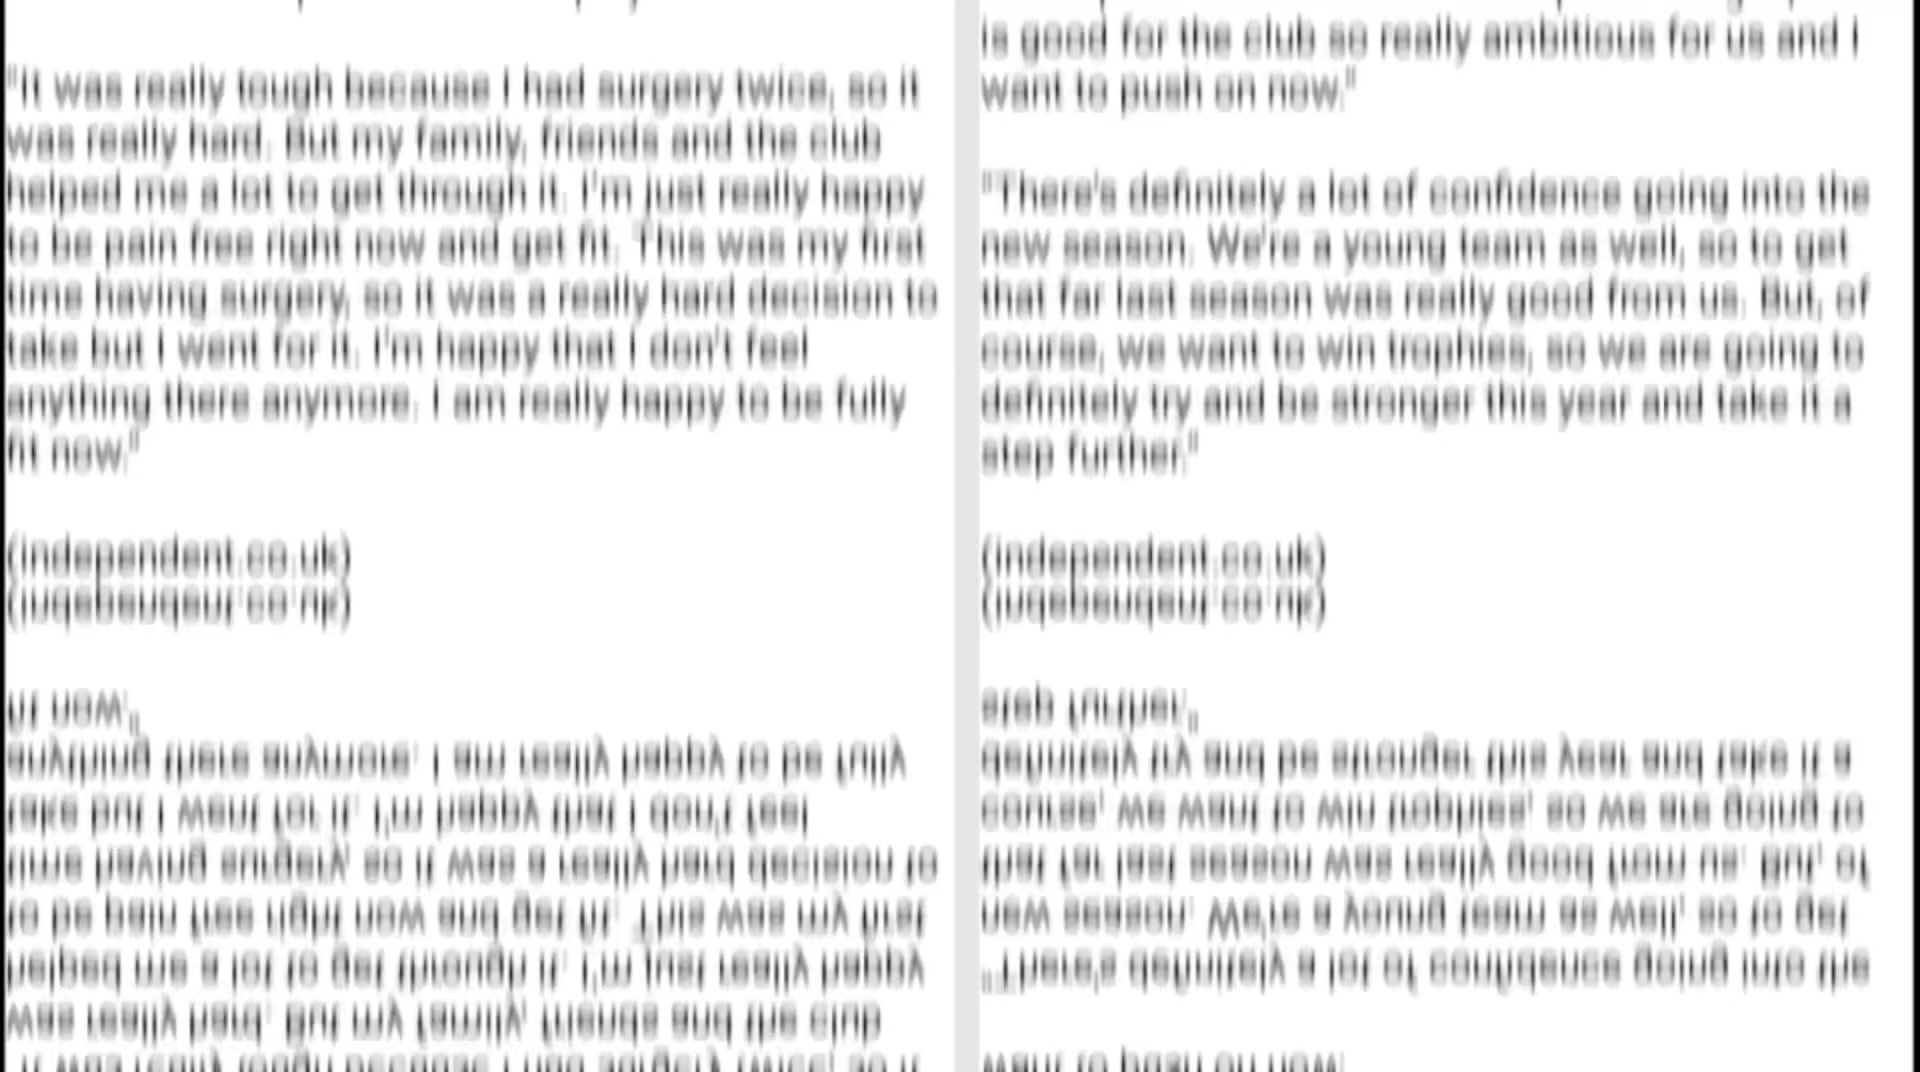 "It was really tough because I had surgery twice, so it
was really hard. But my family, friends and the club
helped me a lot to get through it. I'm just really happy
to be pain free right now and get fit. This was my first
time having surgery, so it was a really hard decision to
take but I went for it. I'm happy that I don't feel
anything there anymore. I am really happy to be fully
fit now."
(independent.co.uk)
is good for the club so really ambitious for us and I
want to push on now."
"There's definitely a lot of confidence going into the
new season. We're a young team as well, so to get
that far last season was really good from us. But, of
course, we want to win trophies, so we are going to
definitely try and be stronger this year and take it a
step further."
(independent.co.uk)